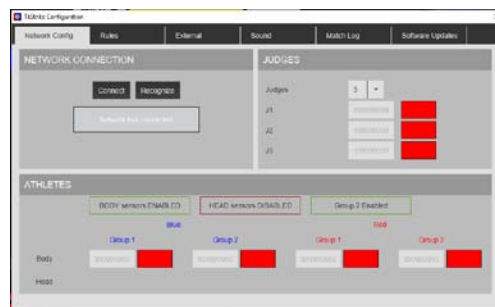 Network Config Rules External Sound Match Log Software Updates
NETWORK CONNECTION
Connect Recognize
JUDGES
Judges 3
J1
J2
J3
ATHLETES
BODY sensors ENABLED HEAD sensors DISABLED Group 2 Enabled
Blue Red
Group 1 Group 2 Group 1 Group 2
Body
Head